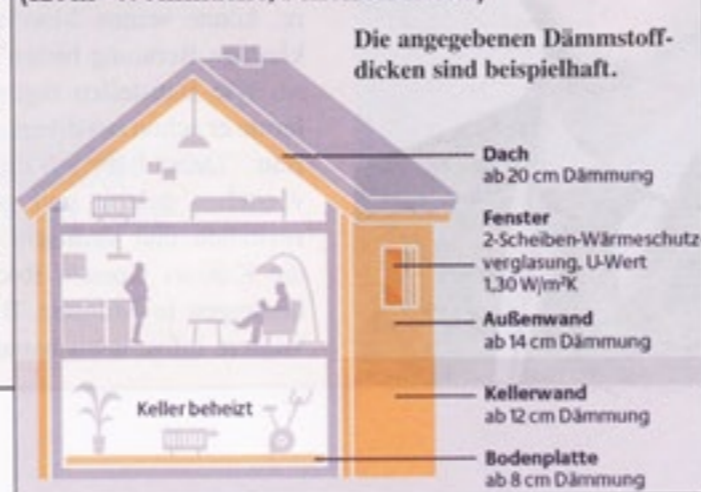 Die angegebenen Dämmstoff-
dicken sind beispielhaft.
Dach
ab 20 cm Dämmung
Fenster
2-Scheiben-Wärmeschutz
verglasung, U-Wert
1,30 W/m²K
Außenwand
ab 14 cm Dämmung
Keller beheizt
Kellerwand
ab 12 cm Dämmung
Bodenplatte
ab 8 cm Dämmung